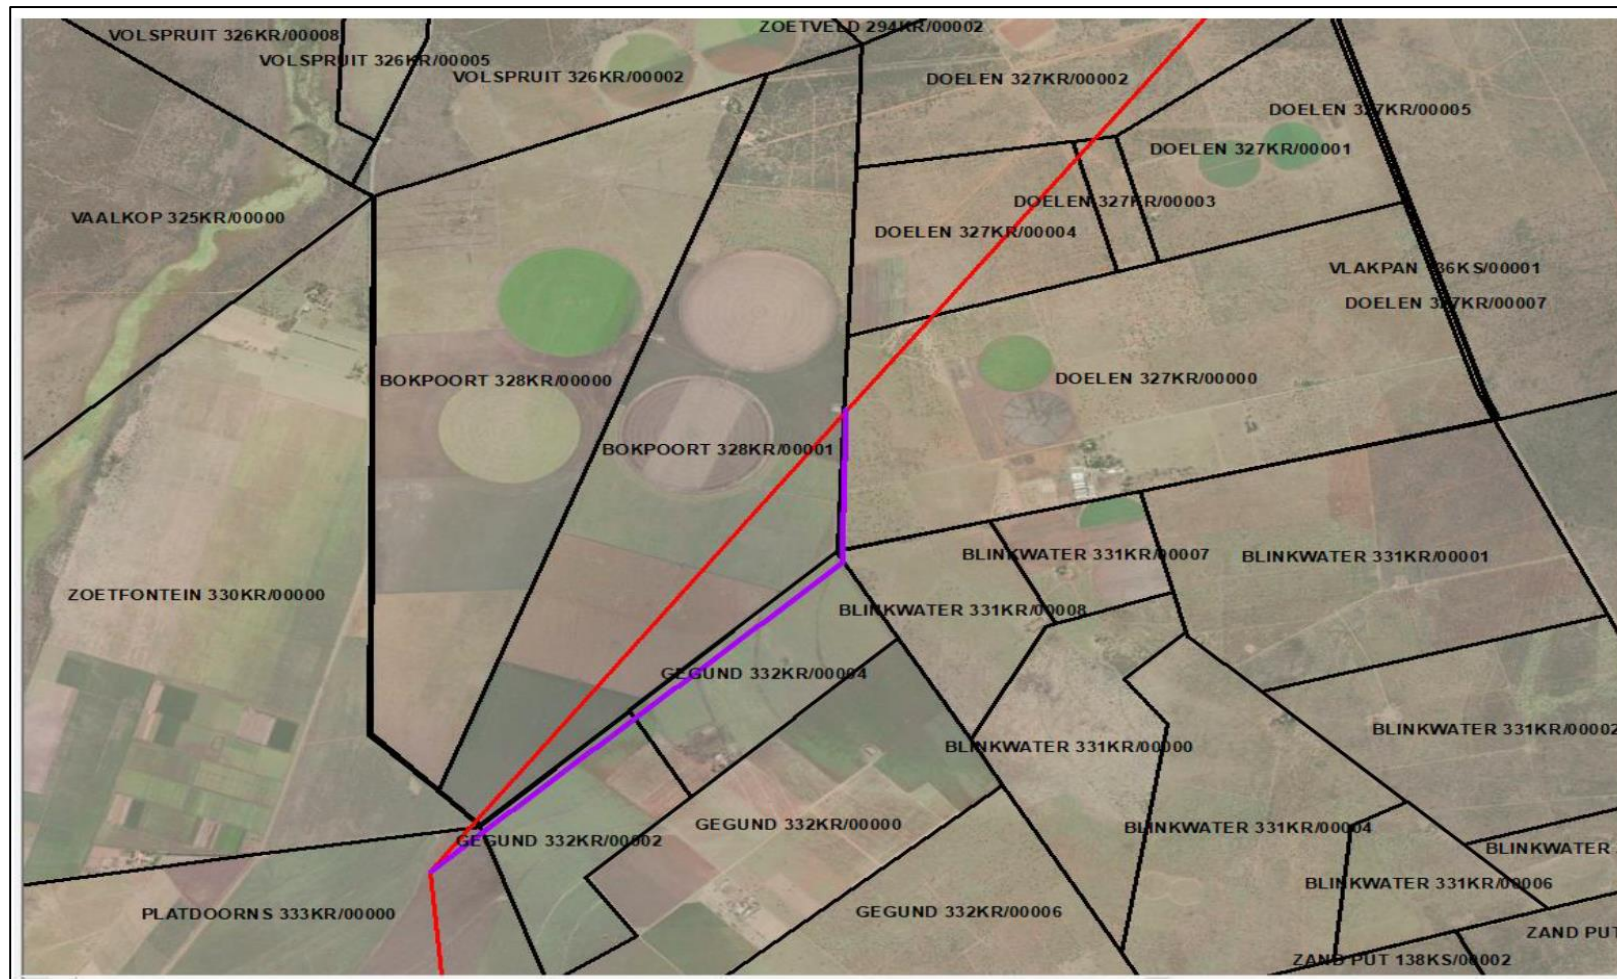 ZOETVELD 294KR/00002
VOLSPRUIT 326KR/00008
VOLSPRUIT 326KR/00005
VOLSPRUIT 326KR/00002
DOELEN 327KR/00002
DOELEN 327KR/00005
DOELEN 327KR/00001
DOELEN 327KR/00003
VAALKOP 325KR/00000
DOELEN 327KR/00004
VLAKPAN 136KS/00001
DOELEN 327KR/00007
BOKPOORT 328KR/00000
DOELEN 327KR/00000
BOKPOORT 328KR/00001
BLINKWATER 331KR/00007
BLINKWATER 331KR/00001
ZOETFONTEIN 330KR/00000
BLINKWATER 331KR/00008
GEGUND 332KR/00004
BLINKWATER 331KR/00002
BLINKWATER 331KR/00000
GEGUND 332KR/00000
BLINKWATER 331KR/00004
GEGUND 332KR/00002
BLINKWATER
BLINKWATER 331KR/00006
PLATDOORNS 333KR/00000
GEGUND 332KR/00006
ZAND PUT
ZAND PUT 138KS/00002